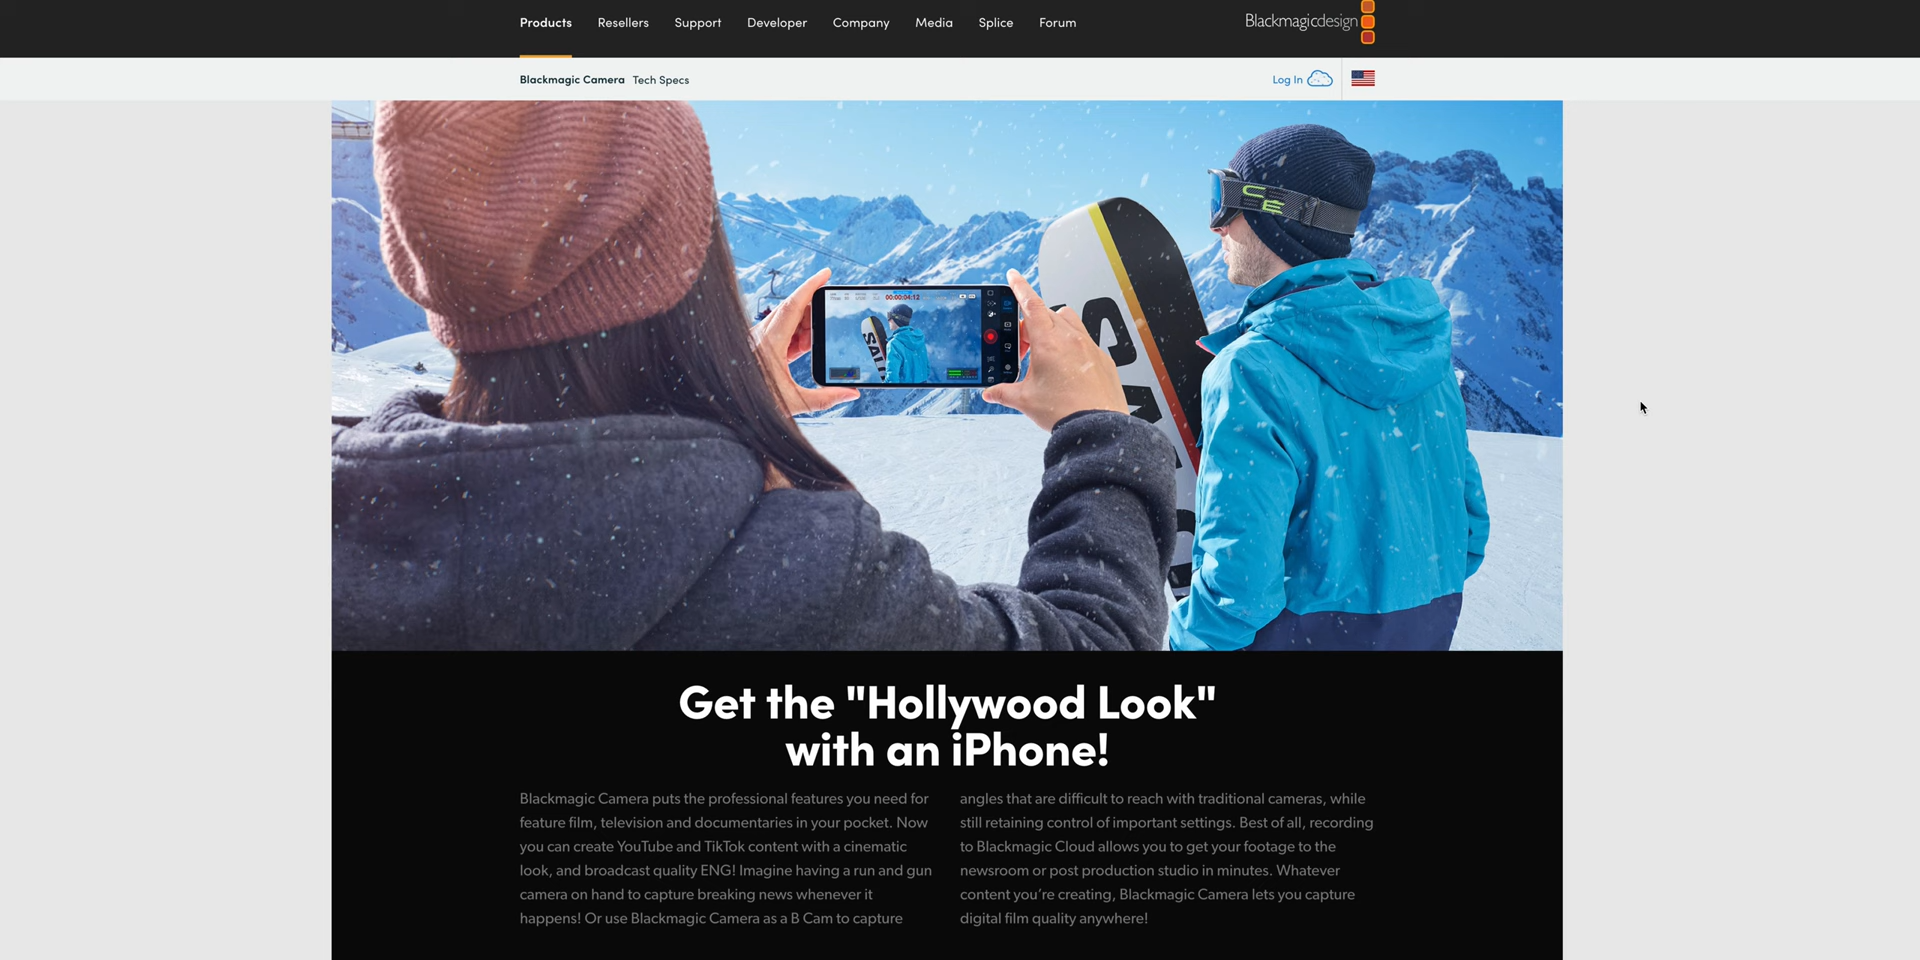 Products Resellers Support Developer Company Media Splice Forum
Blackmagicdesign
Blackmagic Camera Tech Specs
Log In
CE
00:00:04:12
SAL
Get the "Hollywood Look"
with an iPhone!
Blackmagic Camera puts the professional features you need for
feature film, television and documentaries in your pocket. Now
you can create YouTube and TikTok content with a cinematic
look, and broadcast quality ENG! Imagine having a run and gun
camera on hand to capture breaking news whenever it
happens! Or use Blackmagic Camera as a B Cam to capture
angles that are difficult to reach with traditional cameras, while
still retaining control of important settings. Best of all, recording
to Blackmagic Cloud allows you to get your footage to the
newsroom or post production studio in minutes. Whatever
content you’re creating, Blackmagic Camera lets you capture
digital film quality anywhere!